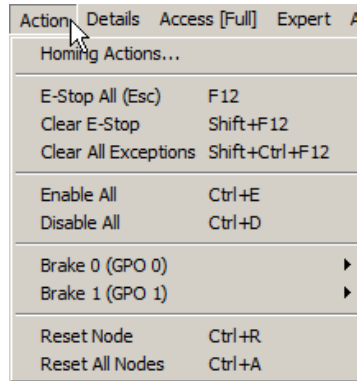 Action Details Access [Full] Expert
Homing Actions...
E-Stop All (Esc) F12
Clear E-Stop Shift+F12
Clear All Exceptions Shift+Ctrl+F12
Enable All Ctrl+E
Disable All Ctrl+D
Brake 0 (GPO 0)
Brake 1 (GPO 1)
Reset Node Ctrl+R
Reset All Nodes Ctrl+A